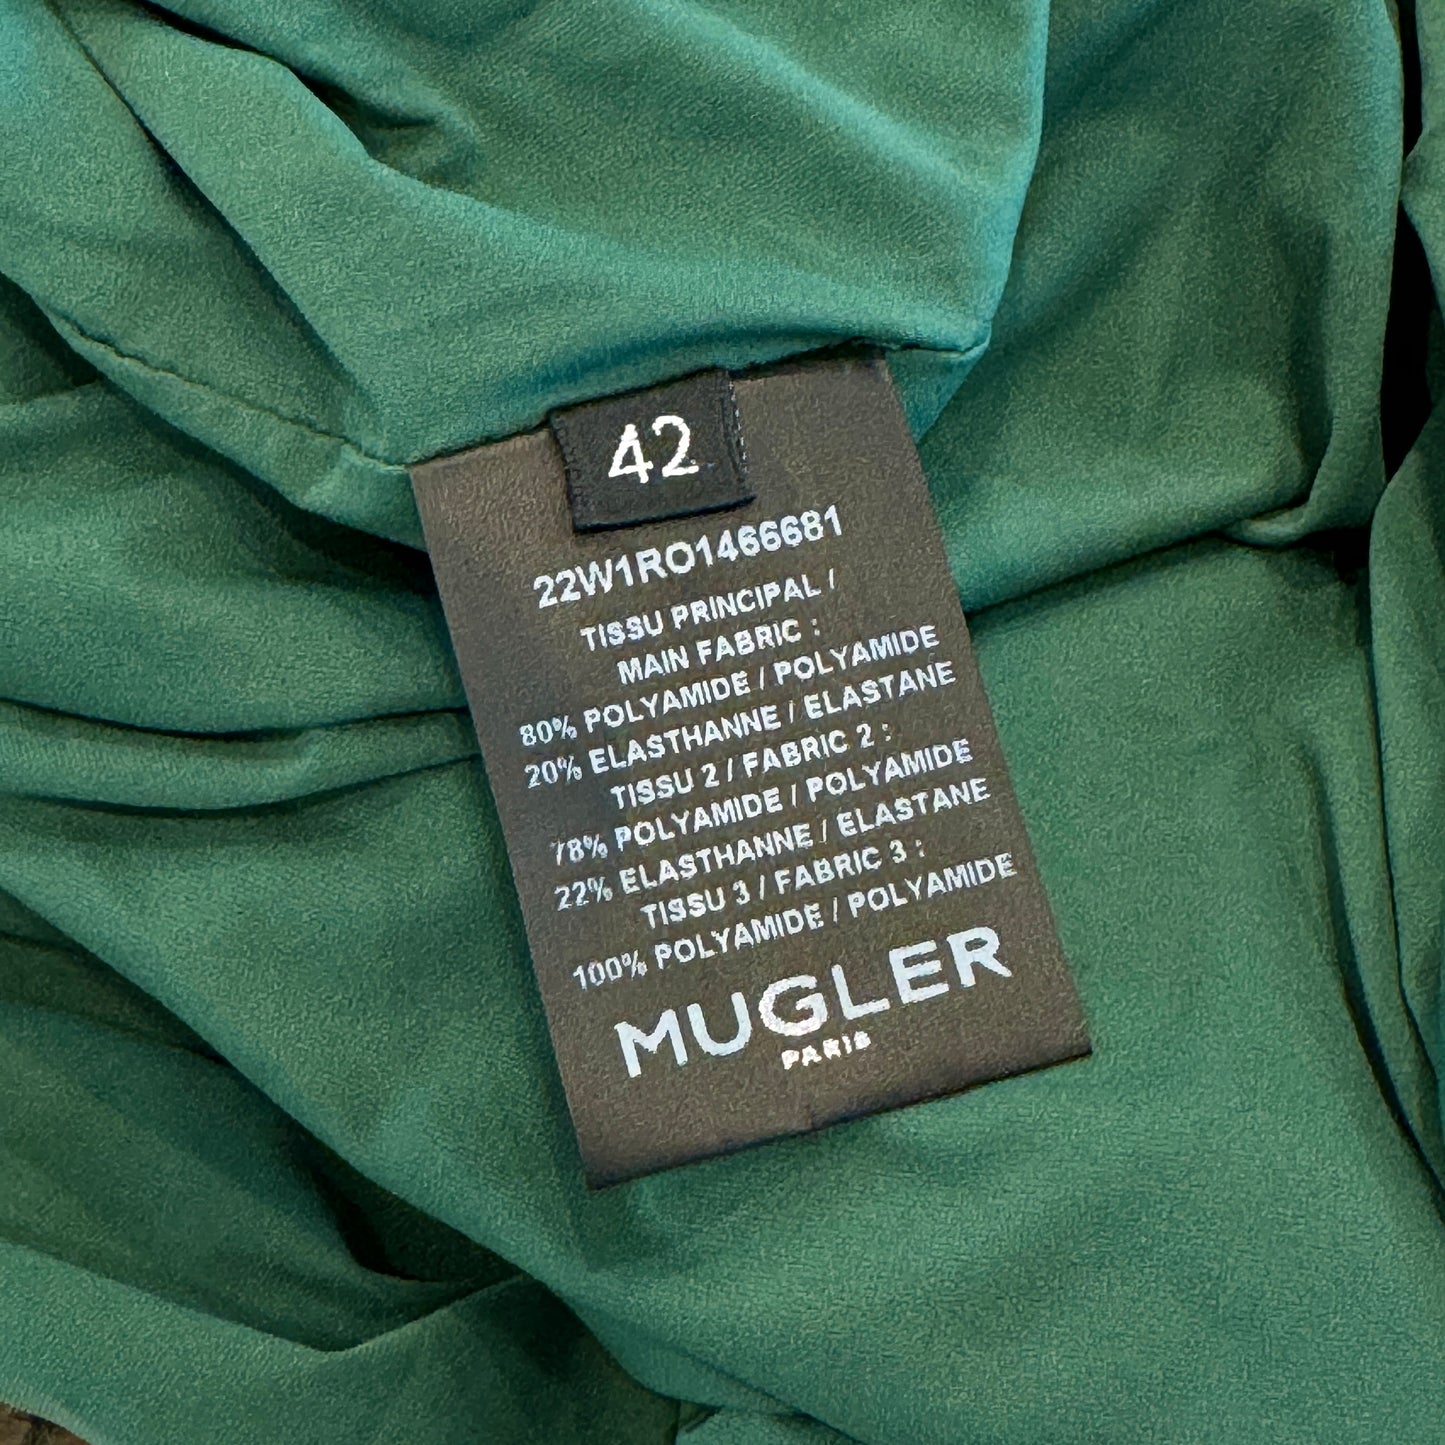 42
22W1RO1466681
TISSU PRINCIPAL /
MAIN FABRIC :
80% POLYAMIDE / POLYAMIDE
20% ELASTHANNE / ELASTANE
TISSU 2 / FABRIC 2 :
78% POLYAMIDE / POLYAMIDE
22% ELASTHANNE / ELASTANE
TISSU 3 / FABRIC 3 :
100% POLYAMIDE / POLYAMIDE
MUGLER
PARIS